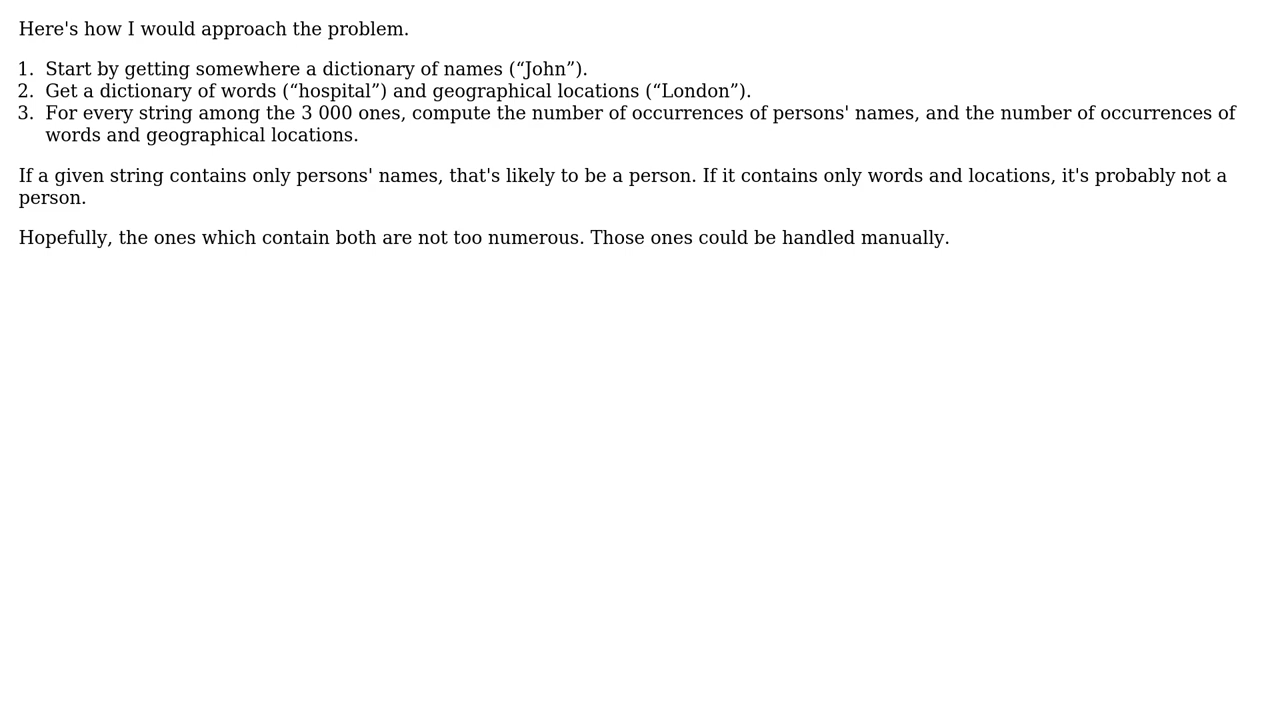 Here's how I would approach the problem.
1. Start by getting somewhere a dictionary of names (“John”).
2. Get a dictionary of words (“hospital”) and geographical locations (“London”).
3. For every string among the 3 000 ones, compute the number of occurrences of persons' names, and the number of occurrences of
words and geographical locations.
If a given string contains only persons' names, that's likely to be a person. If it contains only words and locations, it's probably not a
person.
Hopefully, the ones which contain both are not too numerous. Those ones could be handled manually.